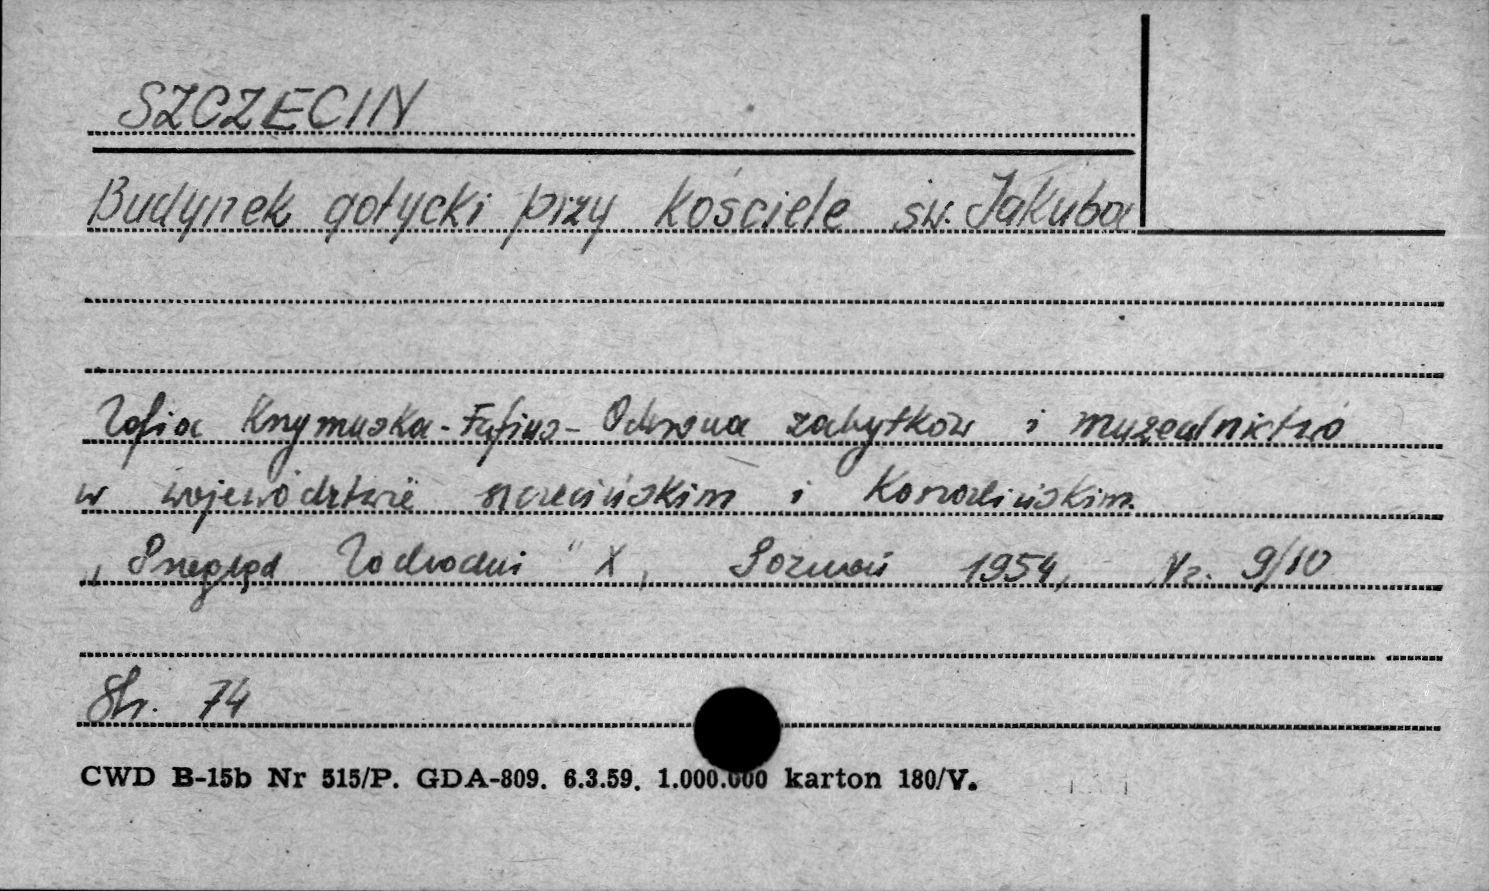 SZCZECIN
Budynek gotycki przy kościele św. Jakuba
Zofia Krzymuska-Fafius - Ochrona zabytków i muzealnictwo
w województwie szczecińskim i Koszalińskim.
„Przegląd Zachodni" X, Poznań 1954, Nr. 9/10
Str. 74
CWD B-15b Nr 515/P. GDA-809. 6.3.59. 1.000.000 karton 180/V.